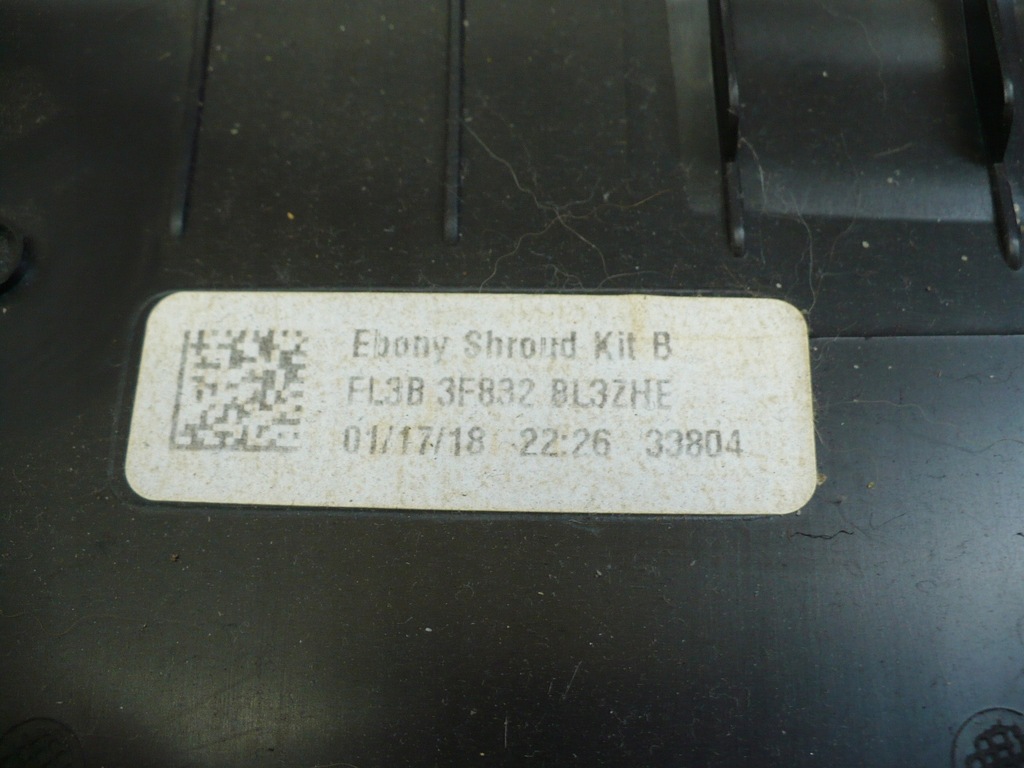 Ebony Shroud Kit B
FL3B 3F832 BL3ZHE
01/17/18 22:26 33804